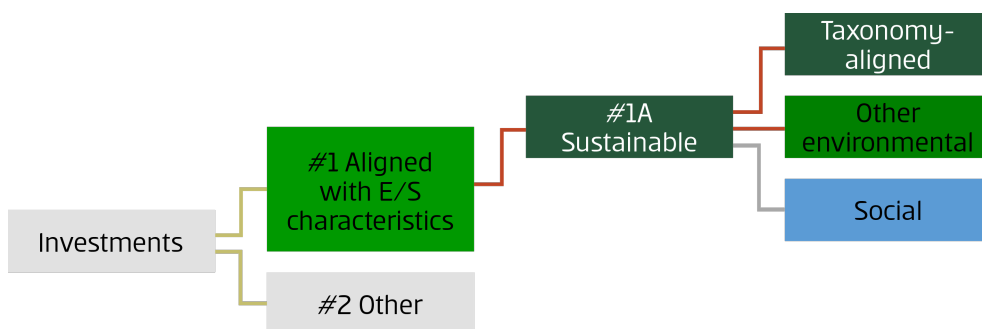 Investments
#1 Aligned
with E/S
characteristics
#2 Other
#1A
Sustainable
Taxonomy-
aligned
Other
environmental
Social